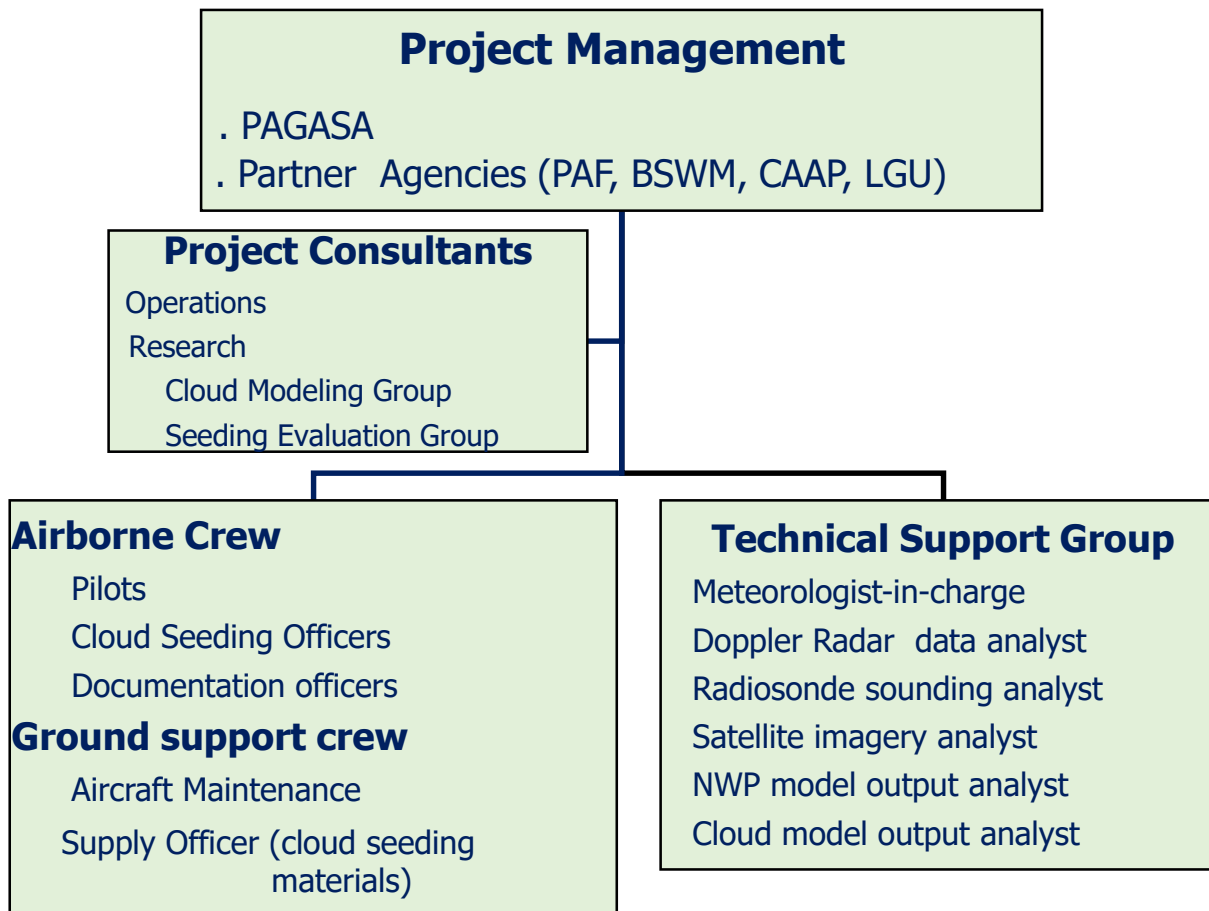 Project Management
. PAGASA
. Partner Agencies (PAF, BSWM, CAAP, LGU)
Project Consultants
Operations
Research
Cloud Modeling Group
Seeding Evaluation Group
Airborne Crew
Pilots
Cloud Seeding Officers
Documentation officers
Ground support crew
Aircraft Maintenance
Supply Officer (cloud seeding
materials)
Technical Support Group
Meteorologist-in-charge
Doppler Radar data analyst
Radiosonde sounding analyst
Satellite imagery analyst
NWP model output analyst
Cloud model output analyst